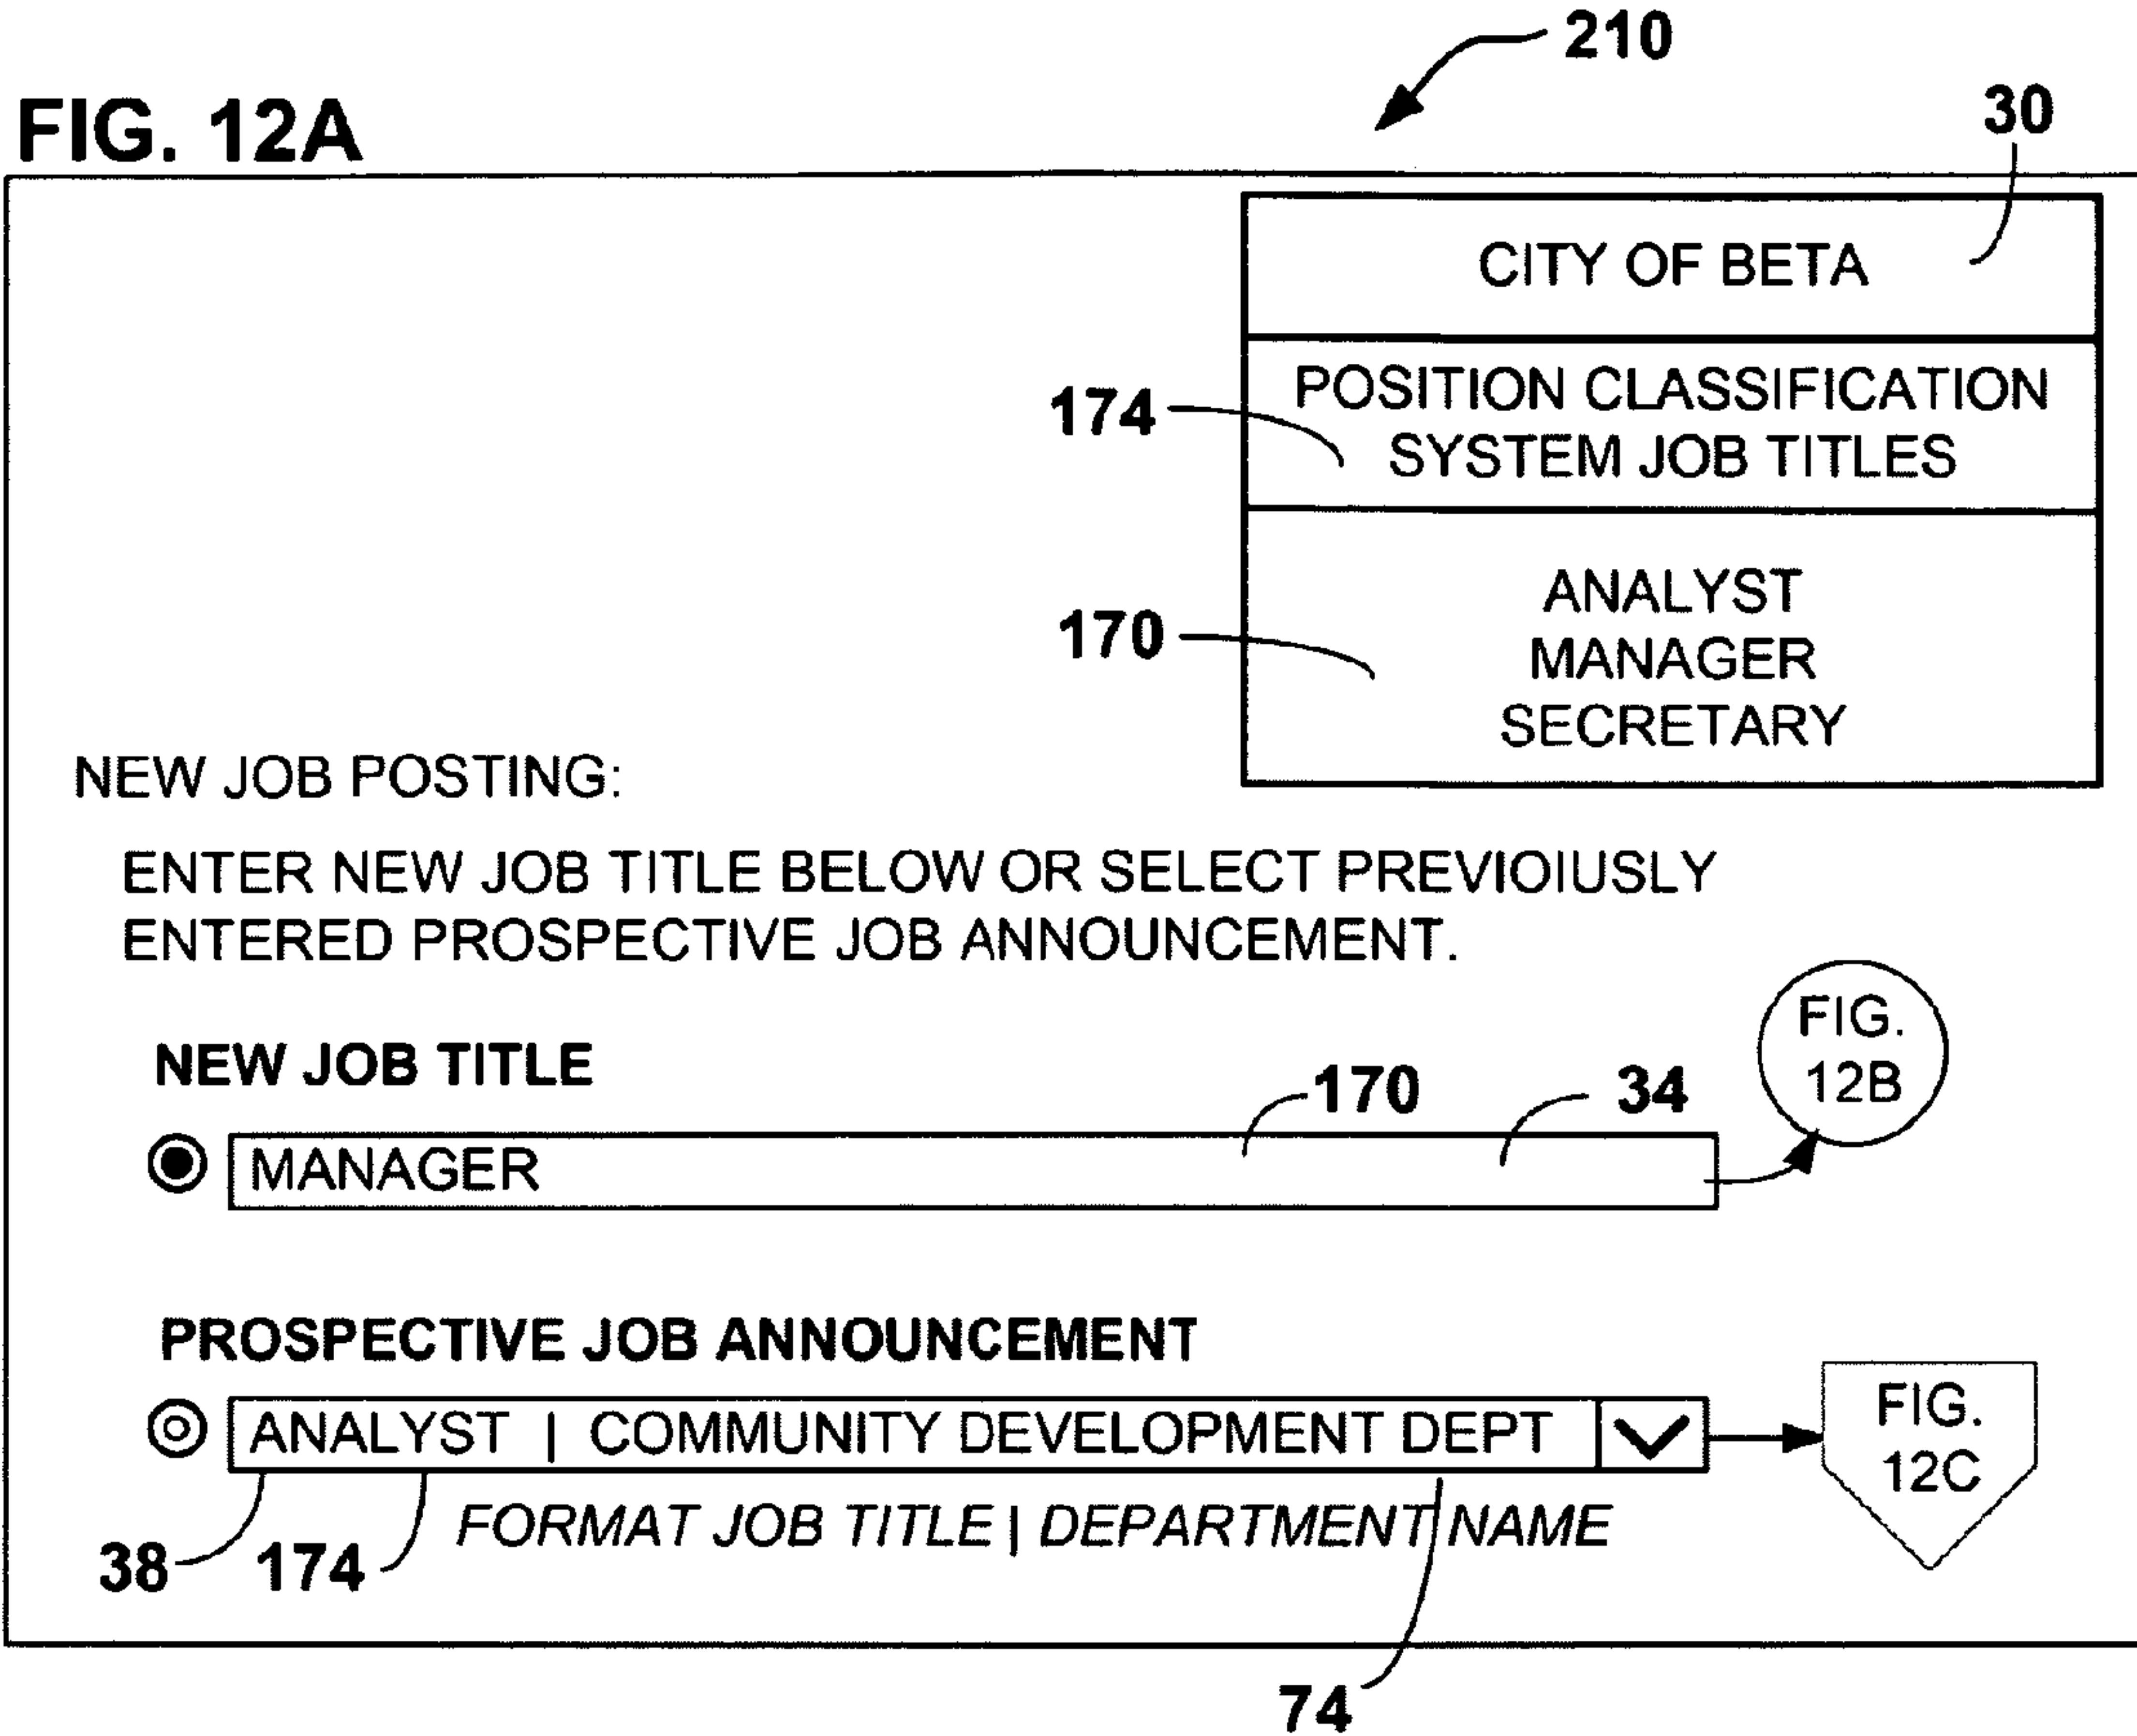 210
FIG. 12A
30
CITY OF BETA
174
POSITION CLASSIFICATION
SYSTEM JOB TITLES
170
ANALYST
MANAGER
SECRETARY
NEW JOB POSTING:
ENTER NEW JOB TITLE BELOW OR SELECT PREVIOIUSLY
ENTERED PROSPECTIVE JOB ANNOUNCEMENT.
FIG.
12B
NEW JOB TITLE
170
34
MANAGER
PROSPECTIVE JOB ANNOUNCEMENT
ANALYST | COMMUNITY DEVELOPMENT DEPT
FIG.
12C
FORMAT JOB TITLE | DEPARTMENT NAME
38
174
74